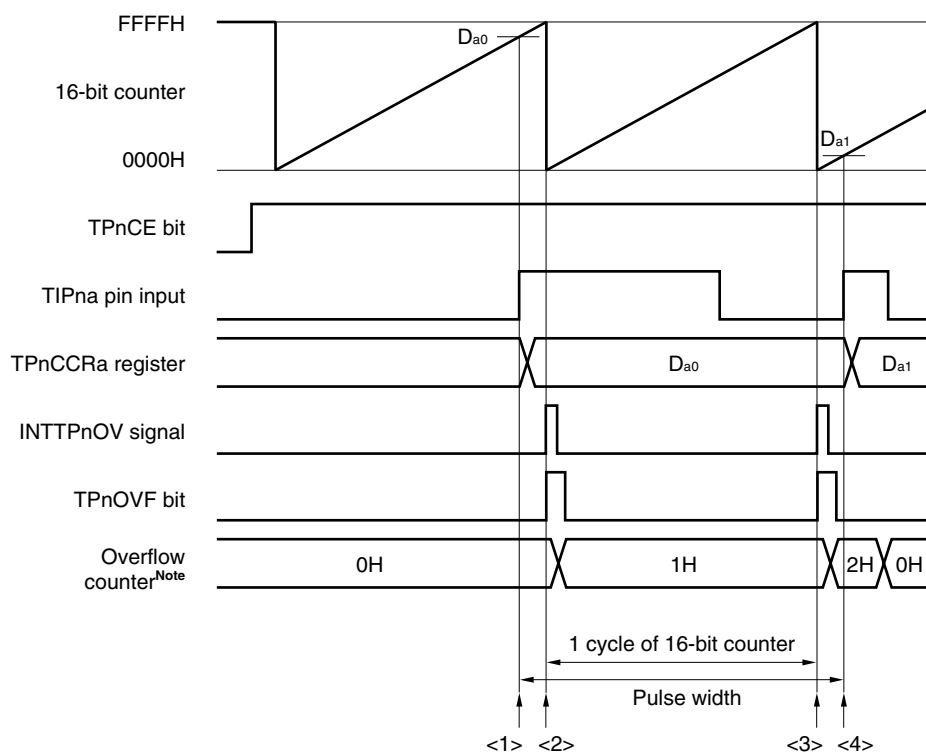 FFFFH
Da0
16-bit counter
0000H
Da1
TPnCE bit
TIPna pin input
TPnCCRa register
Da0
Da1
INTTPnOV signal
TPnOVF bit
Overflow
counterNote
0H
1H
2H
0H
1 cycle of 16-bit counter
Pulse width
<1>
<2>
<3>
<4>